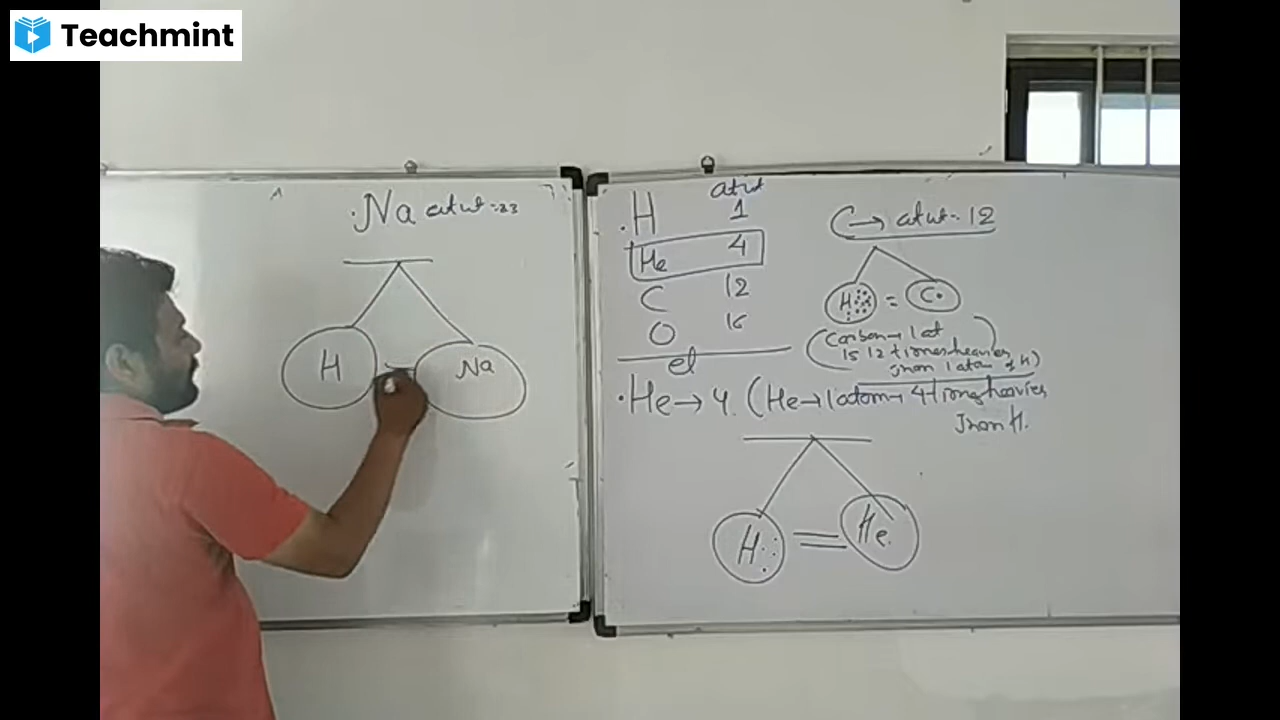 Teachmint
.Na at wt = 23
H = Na
at wt
.H 1
He 4
C 12
O 16
el
C → at wt = 12
H = C
(Carbon → 1 at
is 12 times heavier
than 1 atom of H)
.He → 4. (He → 1 atom → 4 times heavier
than H.
H = He